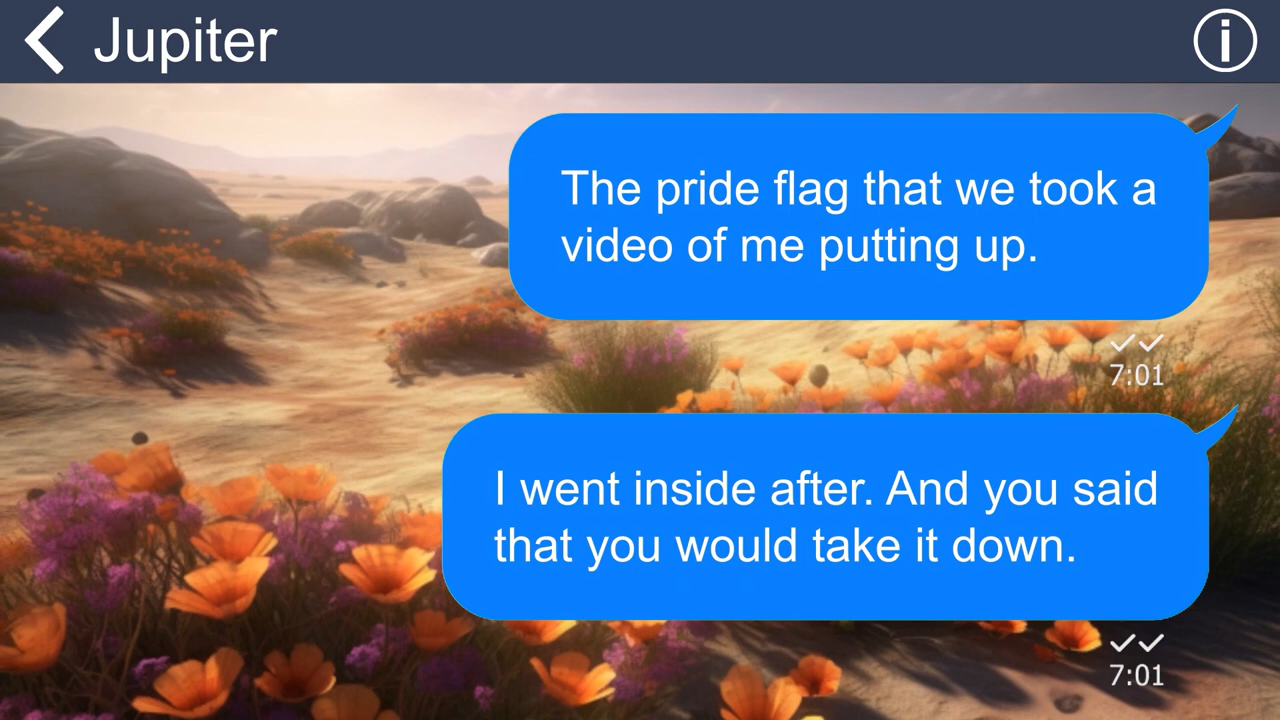 Jupiter
The pride flag that we took a
video of me putting up.
7:01
I went inside after. And you said
that you would take it down.
7:01